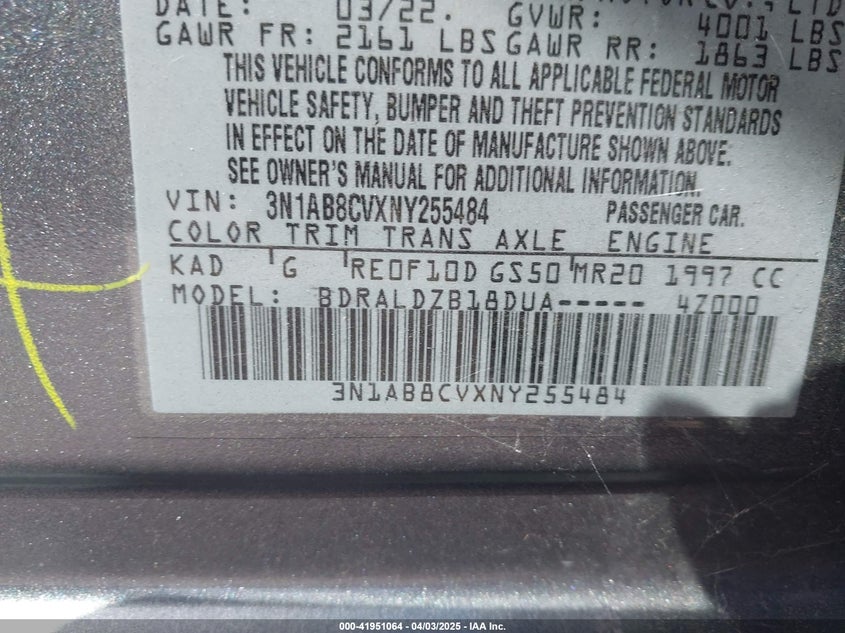 DATE: 03/22. GVWR: 4001 LBS
GAWR FR: 2161 LBS GAWR RR: 1863 LBS
THIS VEHICLE CONFORMS TO ALL APPLICABLE FEDERAL MOTOR
VEHICLE SAFETY, BUMPER AND THEFT PREVENTION STANDARDS
IN EFFECT ON THE DATE OF MANUFACTURE SHOWN ABOVE.
SEE OWNER'S MANUAL FOR ADDITIONAL INFORMATION.
VIN: 3N1AB8CVXNY255484 PASSENGER CAR.
COLOR TRIM TRANS AXLE ENGINE
KAD G RE0F10D GS50 MR20 1997 CC
MODEL: BDRALDZB18DUA----- 4Z000
3N1AB8CVXNY255484
000-41951064 - 04/03/2025 - IAA Inc.